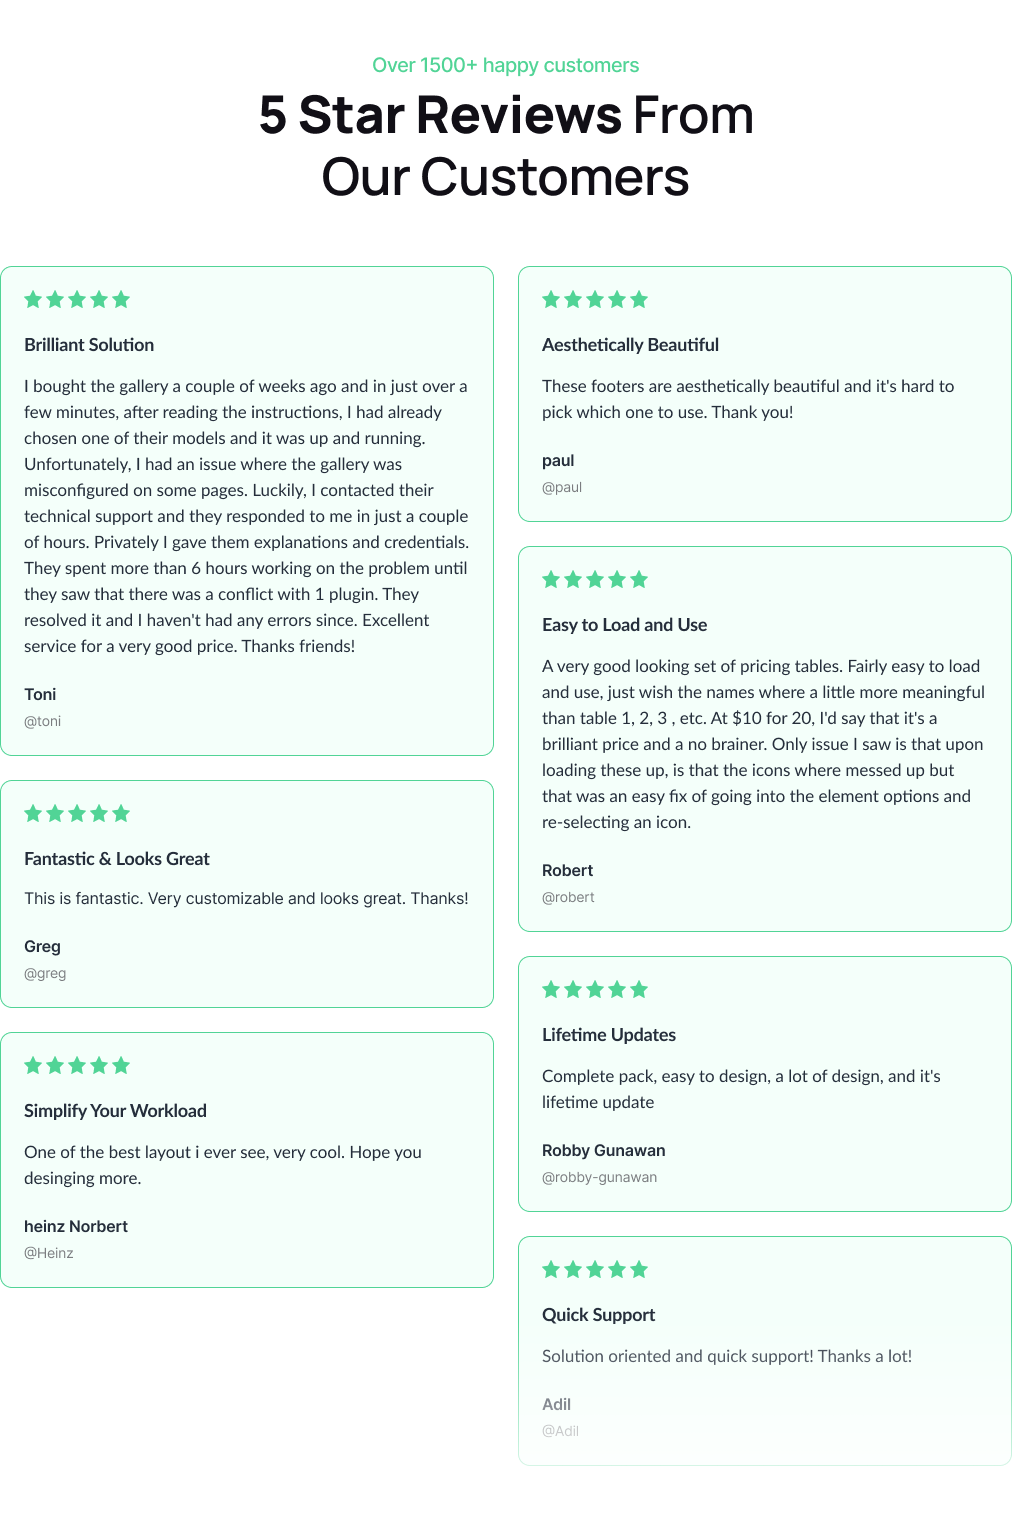 Over 1500+ happy customers
5 Star Reviews From
Our Customers
Brilliant Solution
I bought the gallery a couple of weeks ago and in just over a
few minutes, after reading the instructions, I had already
chosen one of their models and it was up and running.
Unfortunately, I had an issue where the gallery was
misconfigured on some pages. Luckily, I contacted their
technical support and they responded to me in just a couple
of hours. Privately I gave them explanations and credentials.
They spent more than 6 hours working on the problem until
they saw that there was a conflict with 1 plugin. They
resolved it and I haven't had any errors since. Excellent
service for a very good price. Thanks friends!
Toni
@toni
Fantastic & Looks Great
This is fantastic. Very customizable and looks great. Thanks!
Greg
@greg
Simplify Your Workload
One of the best layout i ever see, very cool. Hope you
desinging more.
heinz Norbert
@Heinz
Aesthetically Beautiful
These footers are aesthetically beautiful and it's hard to
pick which one to use. Thank you!
paul
@paul
Easy to Load and Use
A very good looking set of pricing tables. Fairly easy to load
and use, just wish the names where a little more meaningful
than table 1, 2, 3 , etc. At $10 for 20, I'd say that it's a
brilliant price and a no brainer. Only issue I saw is that upon
loading these up, is that the icons where messed up but
that was an easy fix of going into the element options and
re-selecting an icon.
Robert
@robert
Lifetime Updates
Complete pack, easy to design, a lot of design, and it's
lifetime update
Robby Gunawan
@robby-gunawan
Quick Support
Solution oriented and quick support! Thanks a lot!
Adil
@Adil